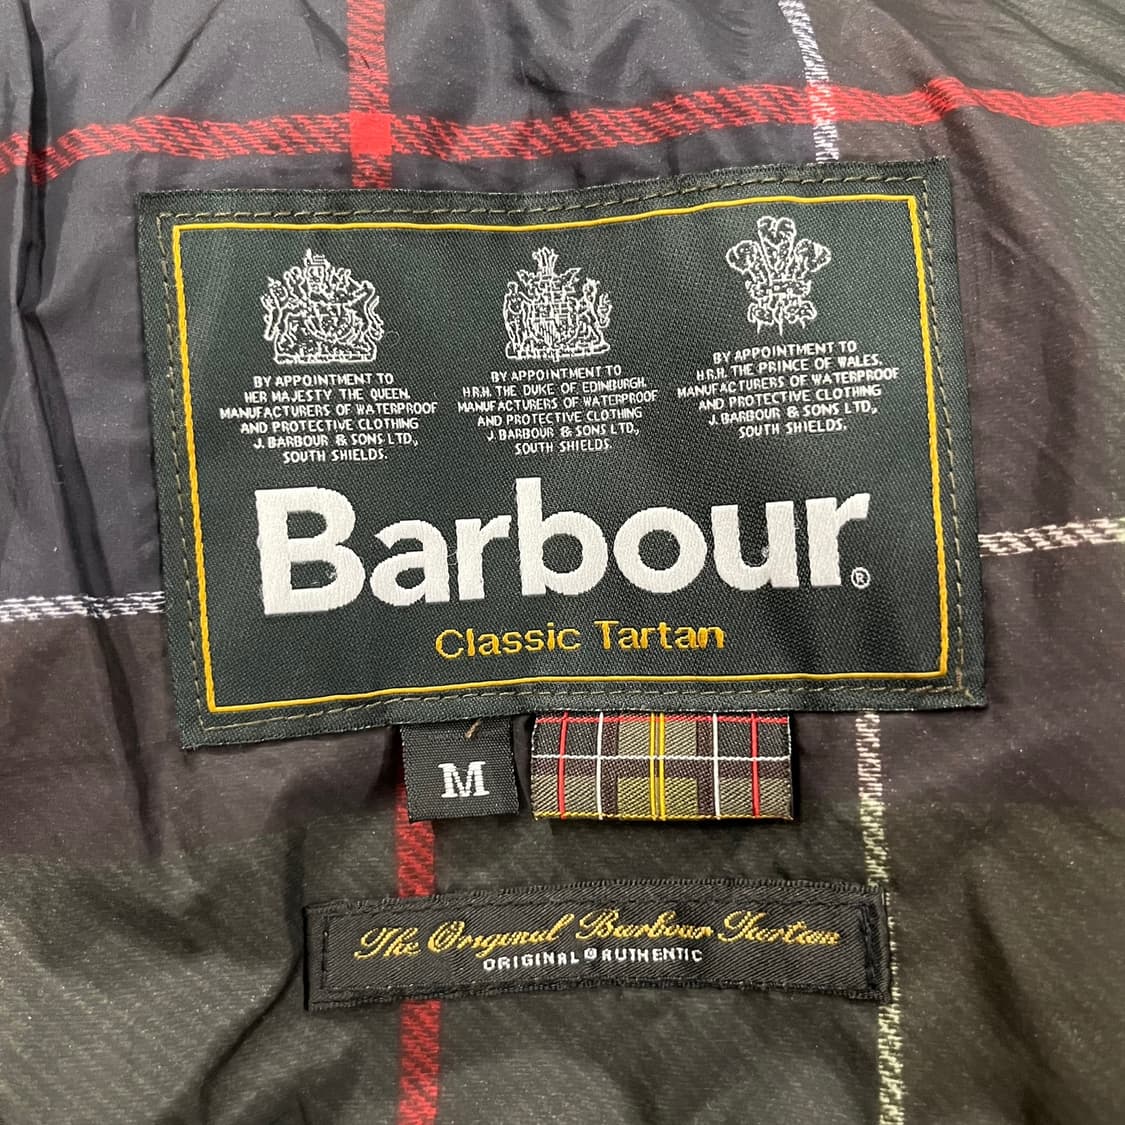 BY APPOINTMENT TO
HER MAJESTY THE QUEEN.
MANUFACTURERS OF WATERPROOF
AND PROTECTIVE CLOTHING
J. BARBOUR & SONS LTD.,
SOUTH SHIELDS.
BY APPOINTMENT TO
H.R.H. THE DUKE OF EDINBURGH.
MANUFACTURERS OF WATERPROOF
AND PROTECTIVE CLOTHING
J. BARBOUR & SONS LTD.,
SOUTH SHIELDS.
BY APPOINTMENT TO
H.R.H. THE PRINCE OF WALES.
MANUFACTURERS OF WATERPROOF
AND PROTECTIVE CLOTHING
J. BARBOUR & SONS LTD.,
SOUTH SHIELDS.
Barbour®
Classic Tartan
M
The Original Barbour Tartan
ORIGINAL @ AUTHENTIC